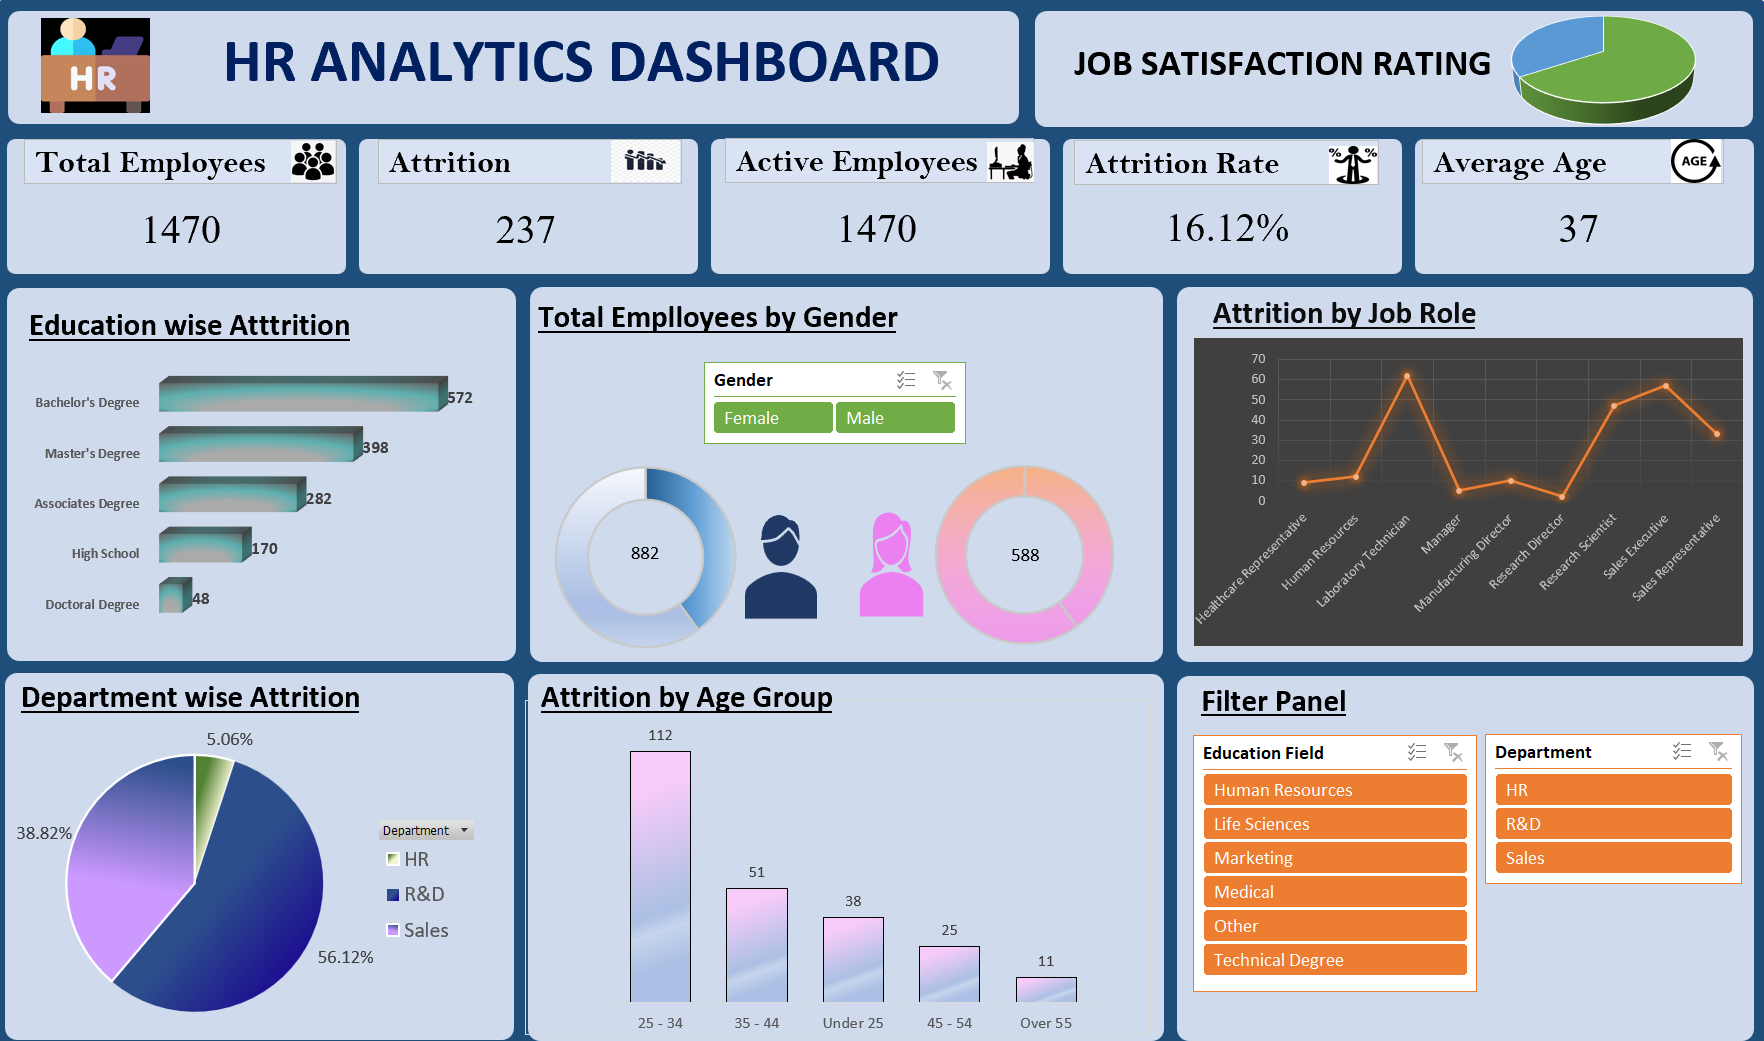 HR
HR ANALYTICS DASHBOARD
JOB SATISFACTION RATING
Total Employees
1470
Attrition
237
Active Employees
1470
Attrition Rate
% %
16.12%
Average Age
AGE
37
Education wise Atttrition
Bachelor's Degree 572
Master's Degree 398
Associates Degree 282
High School 170
Doctoral Degree 48
Total Emplloyees by Gender
Gender
Female Male
882
588
Attrition by Job Role
70
60
50
40
30
20
10
0
Healthcare Representative
Human Resources
Laboratory Technician
Manager
Manufacturing Director
Research Director
Research Scientist
Sales Executive
Sales Representative
Department wise Attrition
5.06%
38.82%
56.12%
Department
HR
R&D
Sales
Attrition by Age Group
112
51
38
25
11
25 - 34 35 - 44 Under 25 45 - 54 Over 55
Filter Panel
Education Field
Human Resources
Life Sciences
Marketing
Medical
Other
Technical Degree
Department
HR
R&D
Sales